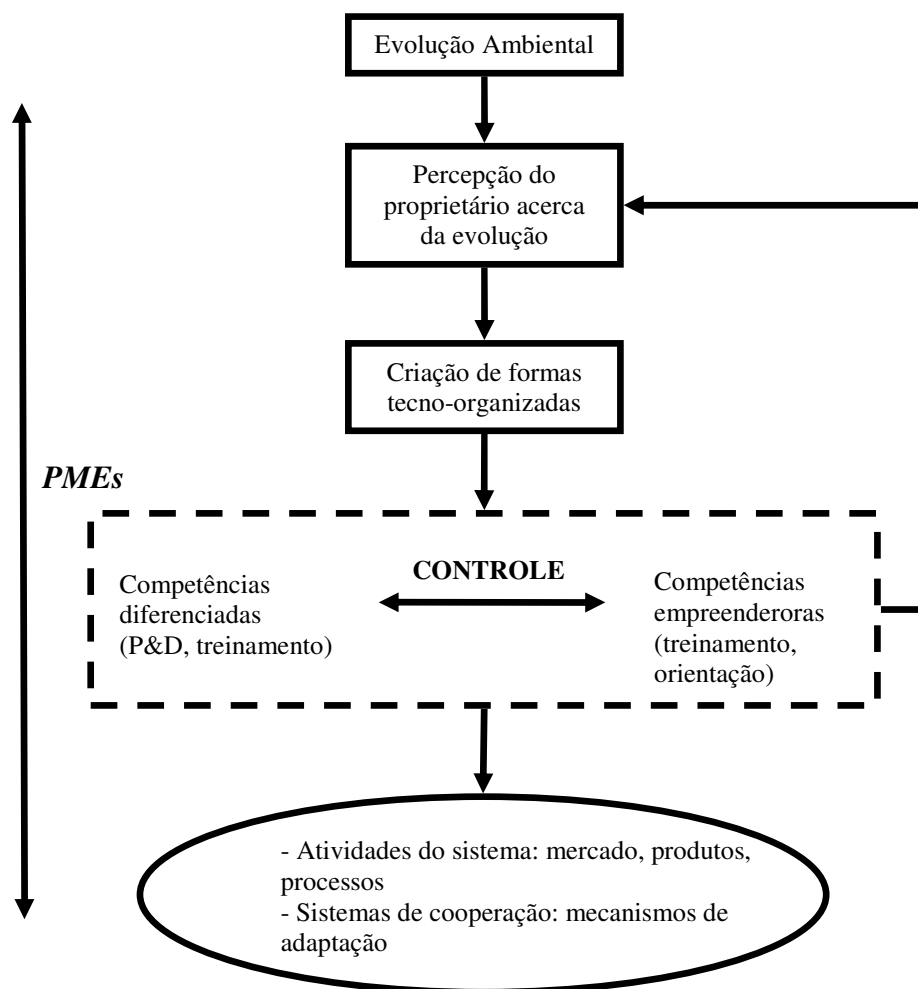 Evolução Ambiental
Percepção do
proprietário acerca
da evolução
Criação de formas
tecno-organizadas
PMEs
CONTROLE
Competências
diferenciadas
(P&D, treinamento)
Competências
empreenderoras
(treinamento,
orientação)
- Atividades do sistema: mercado, produtos,
processos
- Sistemas de cooperação: mecanismos de
adaptação